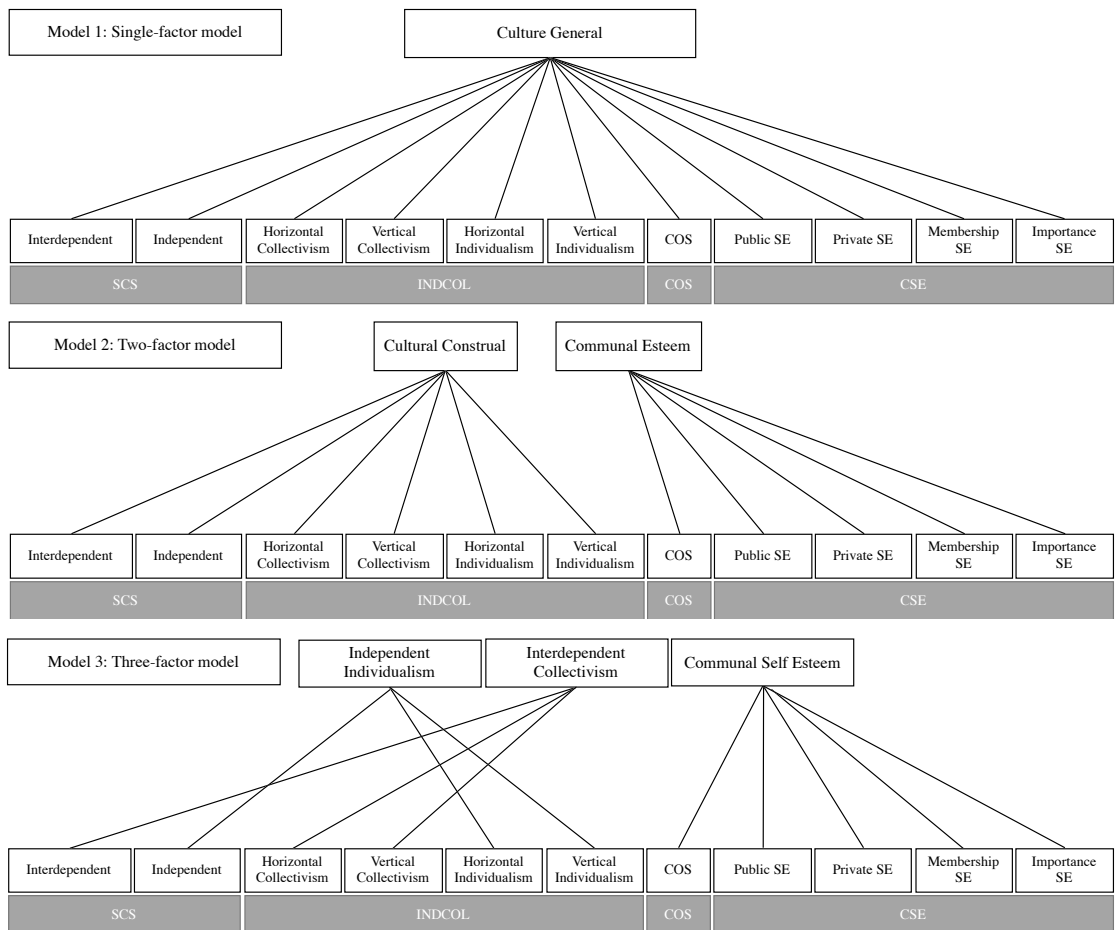 Model 1: Single-factor model
Culture General
Interdependent
Independent
Horizontal
Collectivism
Vertical
Collectivism
Horizontal
Individualism
Vertical
Individualism
COS
Public SE
Private SE
Membership
SE
Importance
SE
SCS
INDCOL
COS
CSE
Model 2: Two-factor model
Cultural Construal
Communal Esteem
Interdependent
Independent
Horizontal
Collectivism
Vertical
Collectivism
Horizontal
Individualism
Vertical
Individualism
COS
Public SE
Private SE
Membership
SE
Importance
SE
SCS
INDCOL
COS
CSE
Model 3: Three-factor model
Independent
Individualism
Interdependent
Collectivism
Communal Self Esteem
Interdependent
Independent
Horizontal
Collectivism
Vertical
Collectivism
Horizontal
Individualism
Vertical
Individualism
COS
Public SE
Private SE
Membership
SE
Importance
SE
SCS
INDCOL
COS
CSE